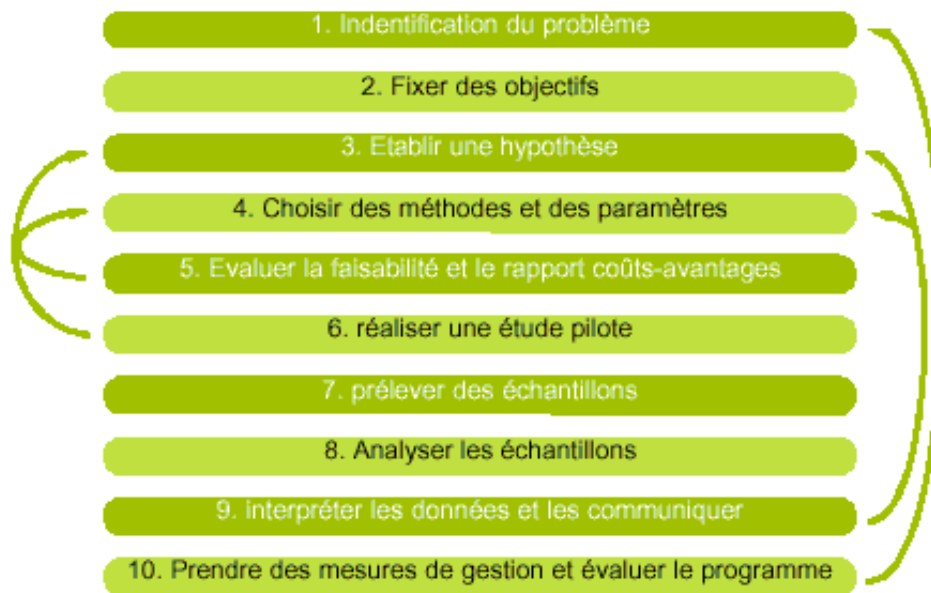 1. Indentification du problème
2. Fixer des objectifs
3. Etablir une hypothèse
4. Choisir des méthodes et des paramètres
5. Evaluer la faisabilité et le rapport coûts-avantages
6. réaliser une étude pilote
7. prélever des échantillons
8. Analyser les échantillons
9. interpréter les données et les communiquer
10. Prendre des mesures de gestion et évaluer le programme